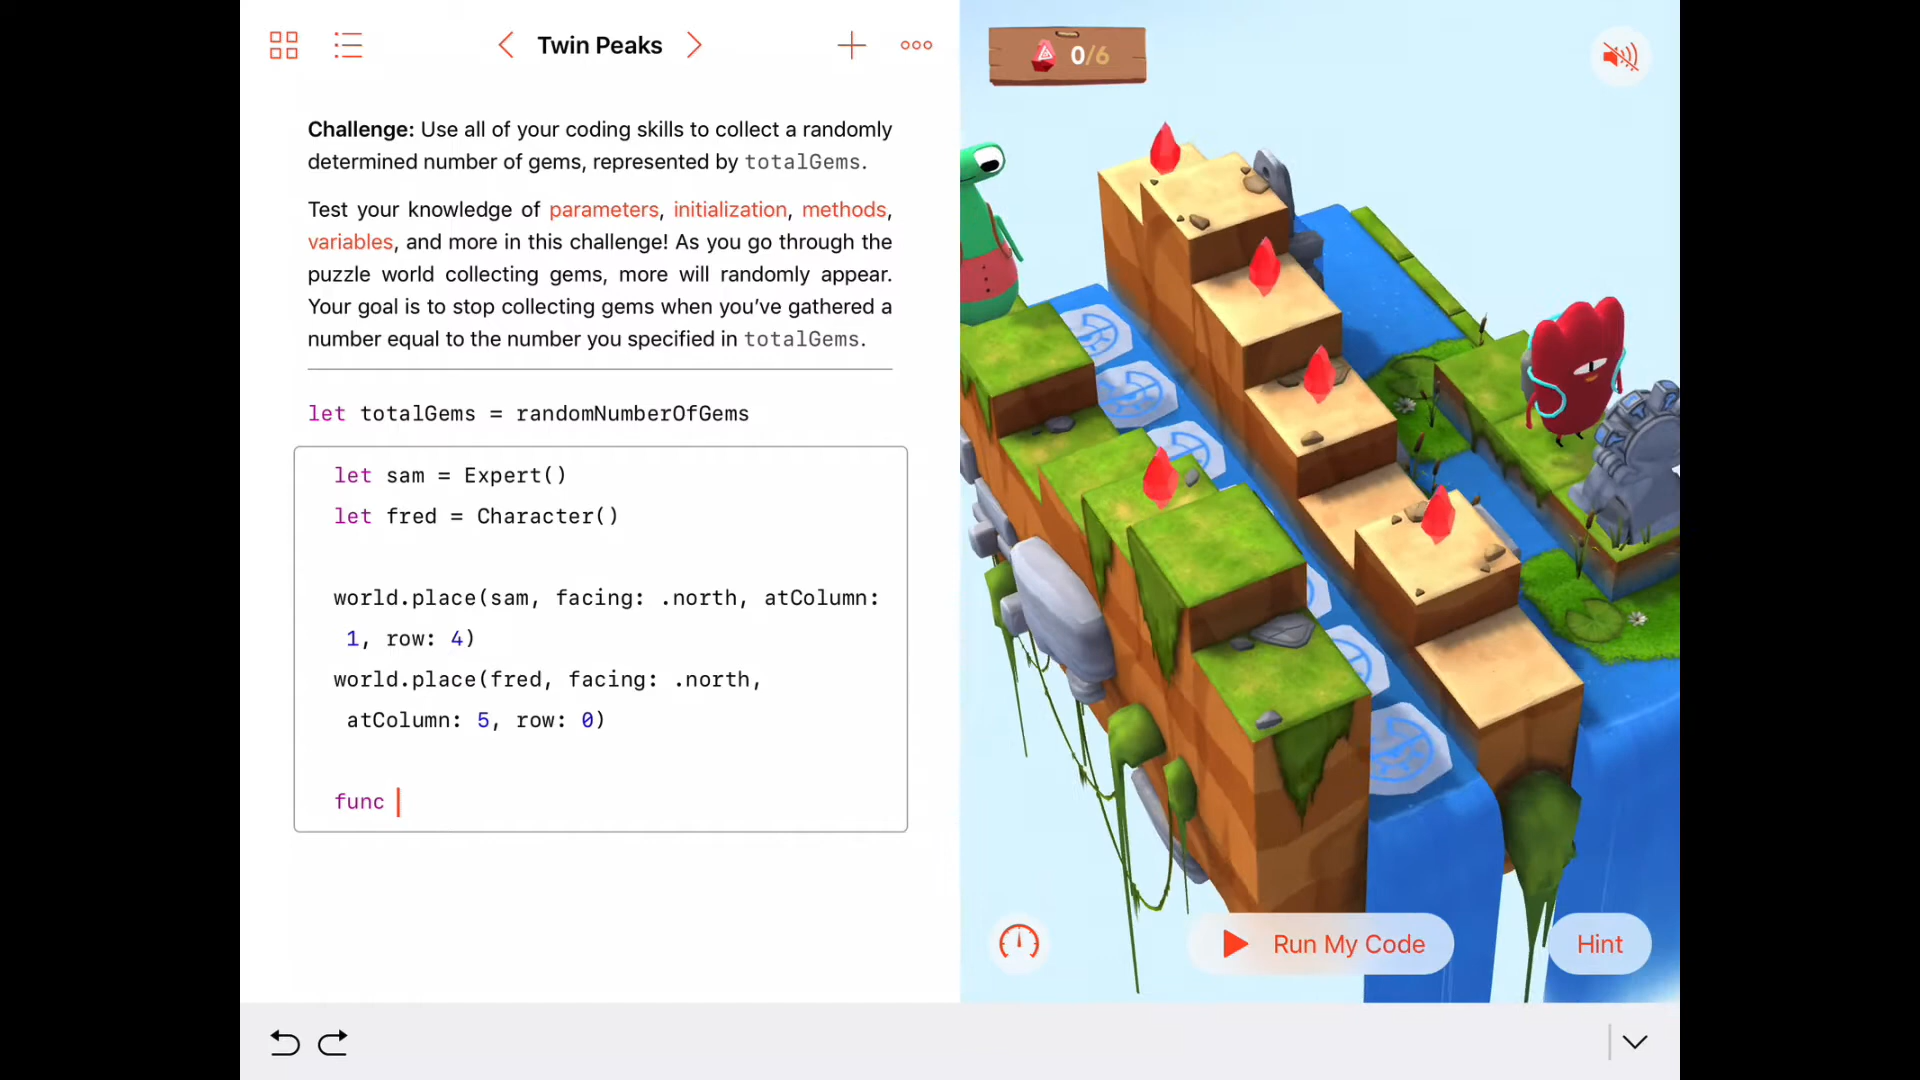 Twin Peaks
Challenge: Use all of your coding skills to collect a randomly
determined number of gems, represented by totalGems.
Test your knowledge of parameters, initialization, methods,
variables, and more in this challenge! As you go through the
puzzle world collecting gems, more will randomly appear.
Your goal is to stop collecting gems when you’ve gathered a
number equal to the number you specified in totalGems.
let totalGems = randomNumberOfGems
let sam = Expert()
let fred = Character()
world.place(sam, facing: .north, atColumn:
1, row: 4)
world.place(fred, facing: .north,
atColumn: 5, row: 0)
func
0/6
Run My Code
Hint